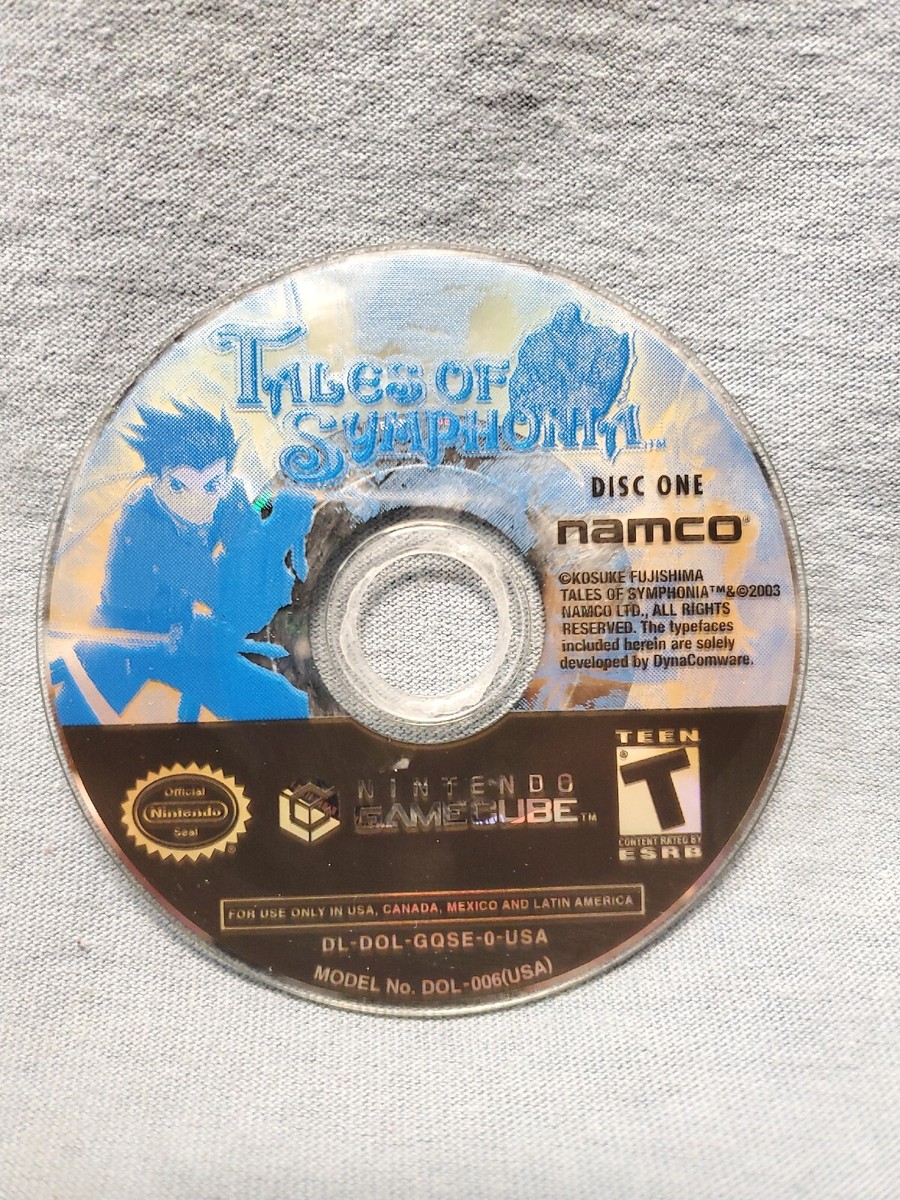 TALES OF
SYMPHONIA™
DISC ONE
namco®
©KOSUKE FUJISHIMA
TALES OF SYMPHONIA™&©2003
NAMCO LTD., ALL RIGHTS
RESERVED. The typefaces
included herein are solely
developed by DynaComware.
TEEN
®
T
CONTENT RATED BY
ESRB
Official
Nintendo
Seal
®
NINTENDO
GAMECUBE™
FOR USE ONLY IN USA, CANADA, MEXICO AND LATIN AMERICA
DL-DOL-GQSE-0-USA
MODEL No. DOL-006(USA)